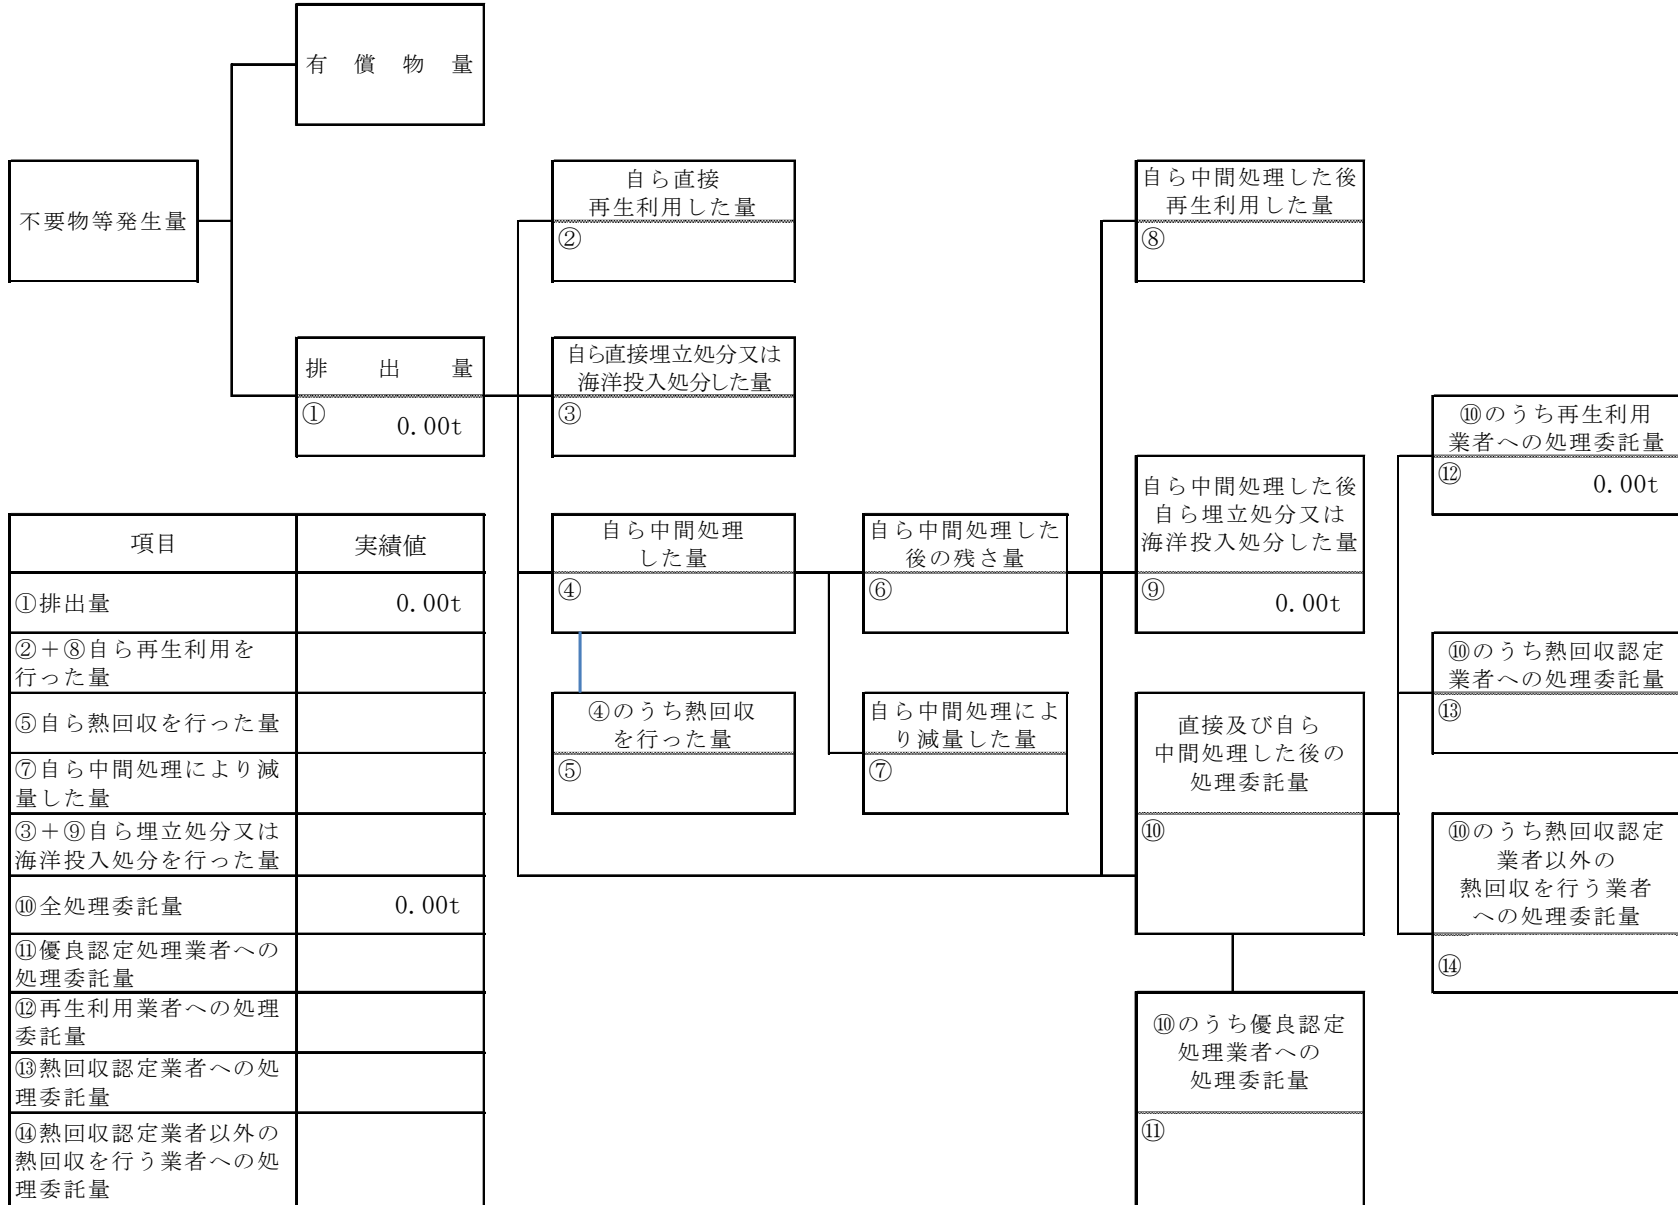 有償物量
不要物等発生量
自ら直接
再生利用した量
②
自ら中間処理した後
再生利用した量
⑧
排出量
①
0.00t
自ら直接埋立処分又は
海洋投入処分した量
③
⑩のうち再生利用
業者への処理委託量
⑫
0.00t
自ら中間処理した後
自ら埋立処分又は
海洋投入処分した量
⑨
0.00t
自ら中間処理
した量
④
自ら中間処理した
後の残さ量
⑥
④のうち熱回収
を行った量
⑤
自ら中間処理によ
り減量した量
⑦
直接及び自ら
中間処理した後の
処理委託量
⑩
⑩のうち熱回収認定
業者への処理委託量
⑬
⑩のうち熱回収認定
業者以外の
熱回収を行う業者
への処理委託量
⑭
⑩のうち優良認定
処理業者への
処理委託量
⑪
項目
実績値
①排出量
0.00t
②＋⑧自ら再生利用を
行った量
⑤自ら熱回収を行った量
⑦自ら中間処理により減
量した量
③＋⑨自ら埋立処分又は
海洋投入処分を行った量
⑩全処理委託量
0.00t
⑪優良認定処理業者への
処理委託量
⑫再生利用業者への処理
委託量
⑬熱回収認定業者への処
理委託量
⑭熱回収認定業者以外の
熱回収を行う業者への処
理委託量